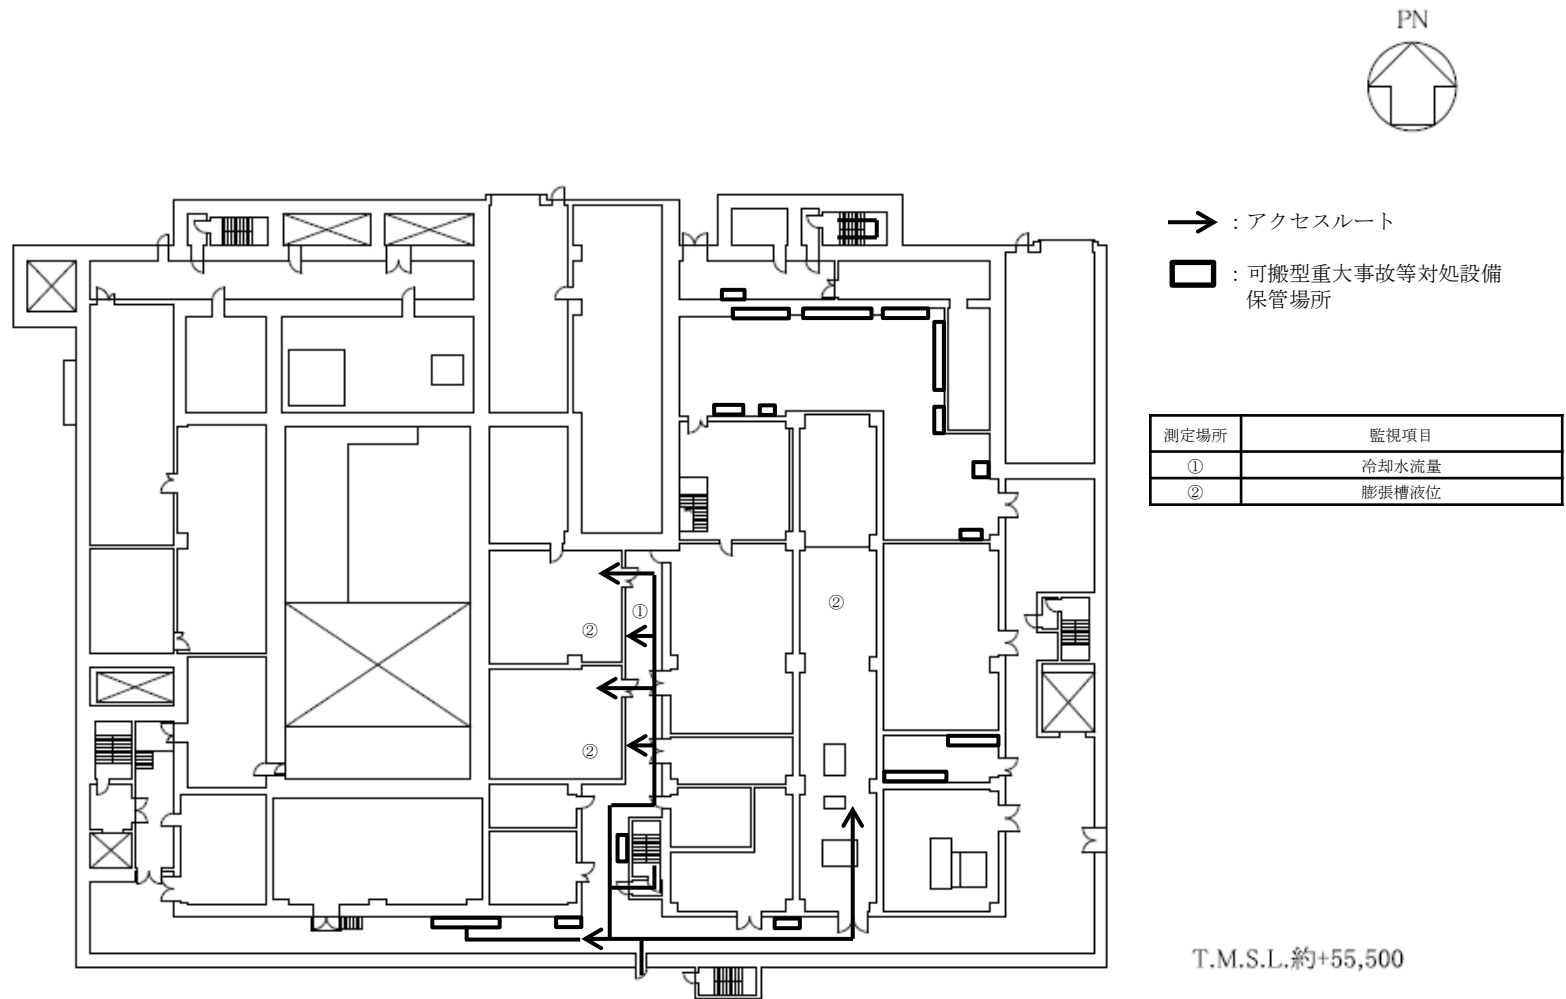 PN
：アクセスルート
：可搬型重大事故等対処設備
保管場所
測定場所 監視項目
① 冷却水流量
② 膨張槽液位
②
①
②
②
T.M.S.L.約+55,500